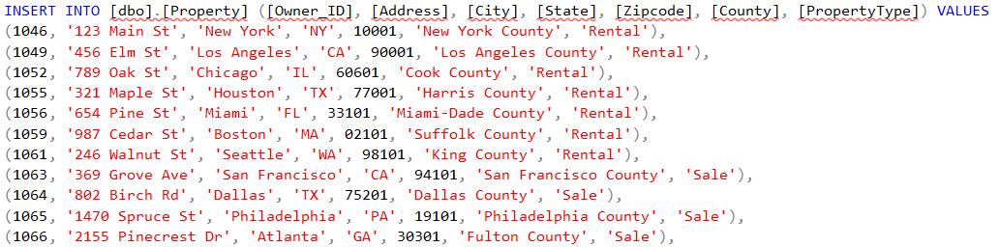 INSERT INTO [dbo].[Property] ([Owner_ID], [Address], [City], [State], [Zipcode], [County], [PropertyType]) VALUES
(1046, '123 Main St', 'New York', 'NY', 10001, 'New York County', 'Rental'),
(1049, '456 Elm St', 'Los Angeles', 'CA', 90001, 'Los Angeles County', 'Rental'),
(1052, '789 Oak St', 'Chicago', 'IL', 60601, 'Cook County', 'Rental'),
(1055, '321 Maple St', 'Houston', 'TX', 77001, 'Harris County', 'Rental'),
(1056, '654 Pine St', 'Miami', 'FL', 33101, 'Miami-Dade County', 'Rental'),
(1059, '987 Cedar St', 'Boston', 'MA', 02101, 'Suffolk County', 'Rental'),
(1061, '246 Walnut St', 'Seattle', 'WA', 98101, 'King County', 'Rental'),
(1063, '369 Grove Ave', 'San Francisco', 'CA', 94101, 'San Francisco County', 'Sale'),
(1064, '802 Birch Rd', 'Dallas', 'TX', 75201, 'Dallas County', 'Sale'),
(1065, '1470 Spruce St', 'Philadelphia', 'PA', 19101, 'Philadelphia County', 'Sale'),
(1066, '2155 Pinecrest Dr', 'Atlanta', 'GA', 30301, 'Fulton County', 'Sale'),